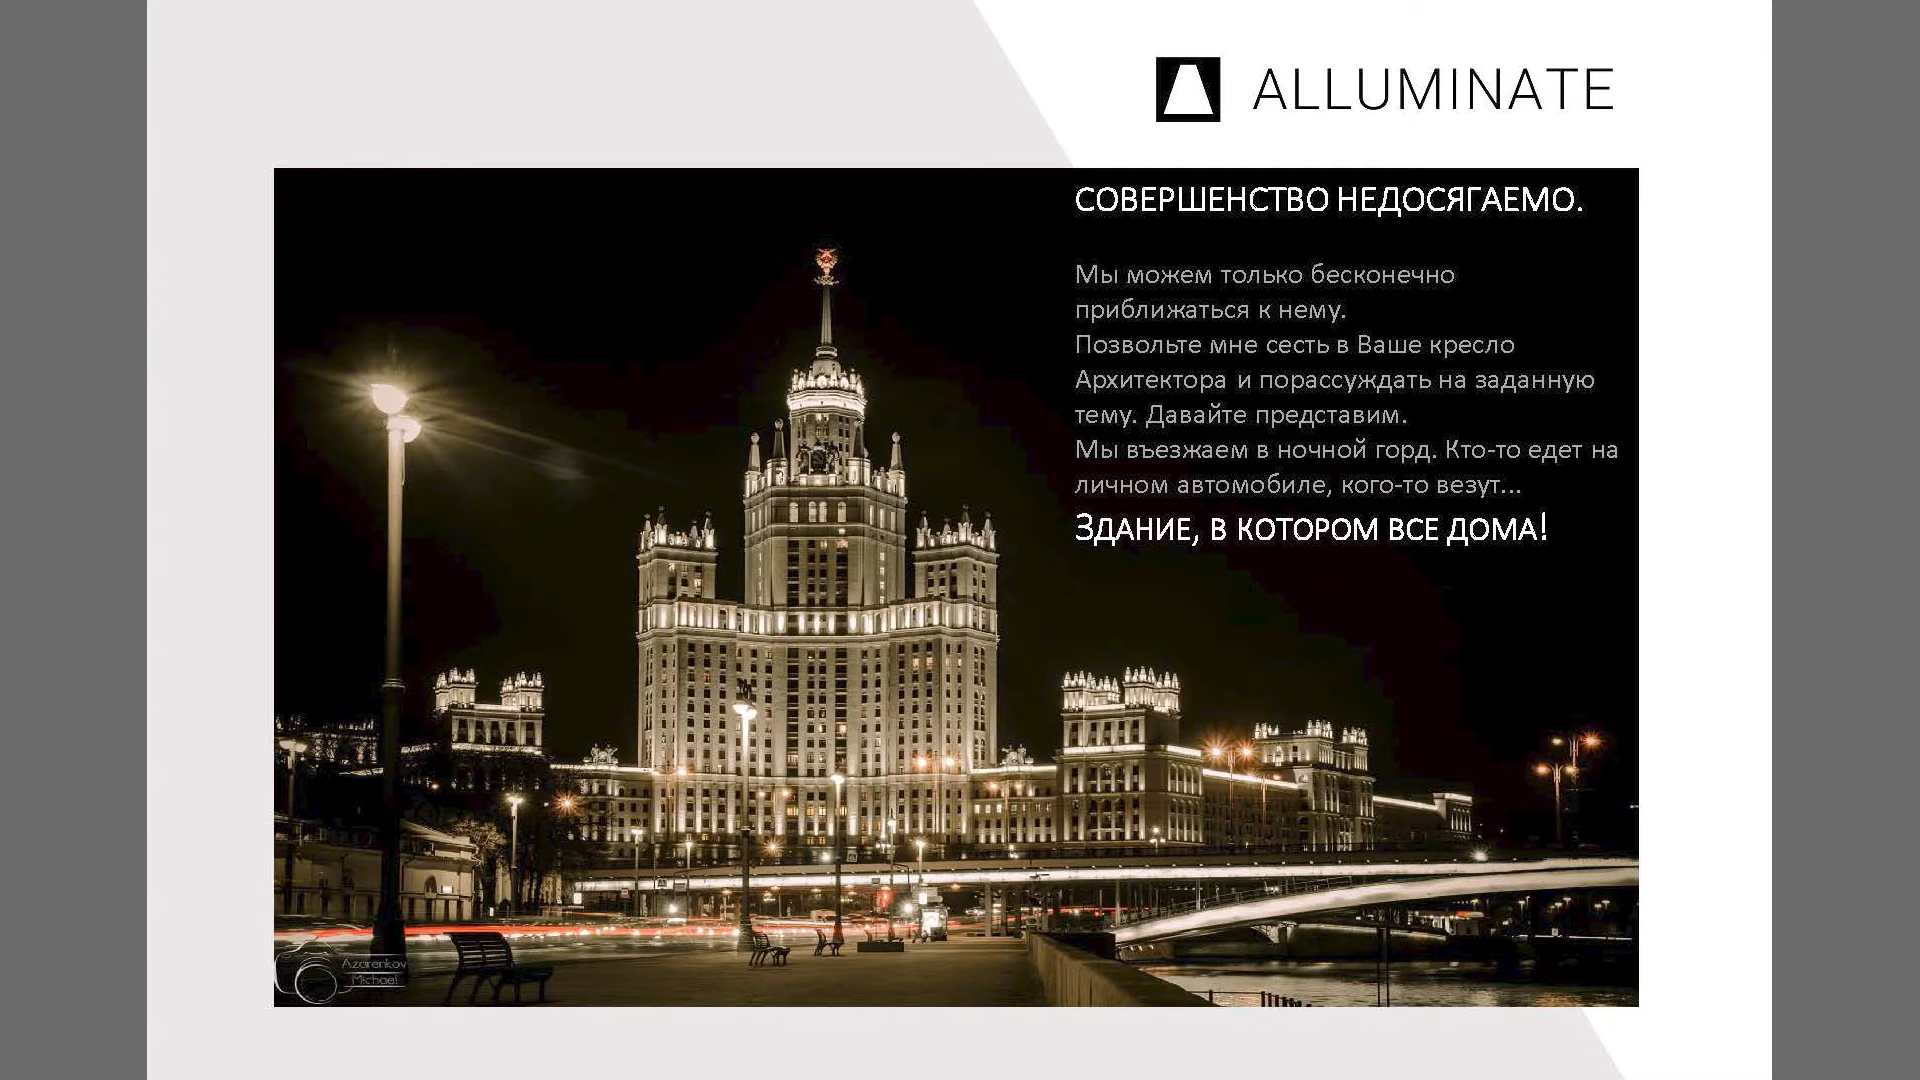 ALLUMINATE
СОВЕРШЕНСТВО НЕДОСЯГАЕМО.
Мы можем только бесконечно
приближаться к нему.
Позвольте мне сесть в Ваше кресло
Архитектора и порассуждать на заданную
тему. Давайте представим.
Мы въезжаем в ночной горд. Кто-то едет на
личном автомобиле, кого-то везут...
ЗДАНИЕ, В КОТОРОМ ВСЕ ДОМА!
Azarenkov
Michael